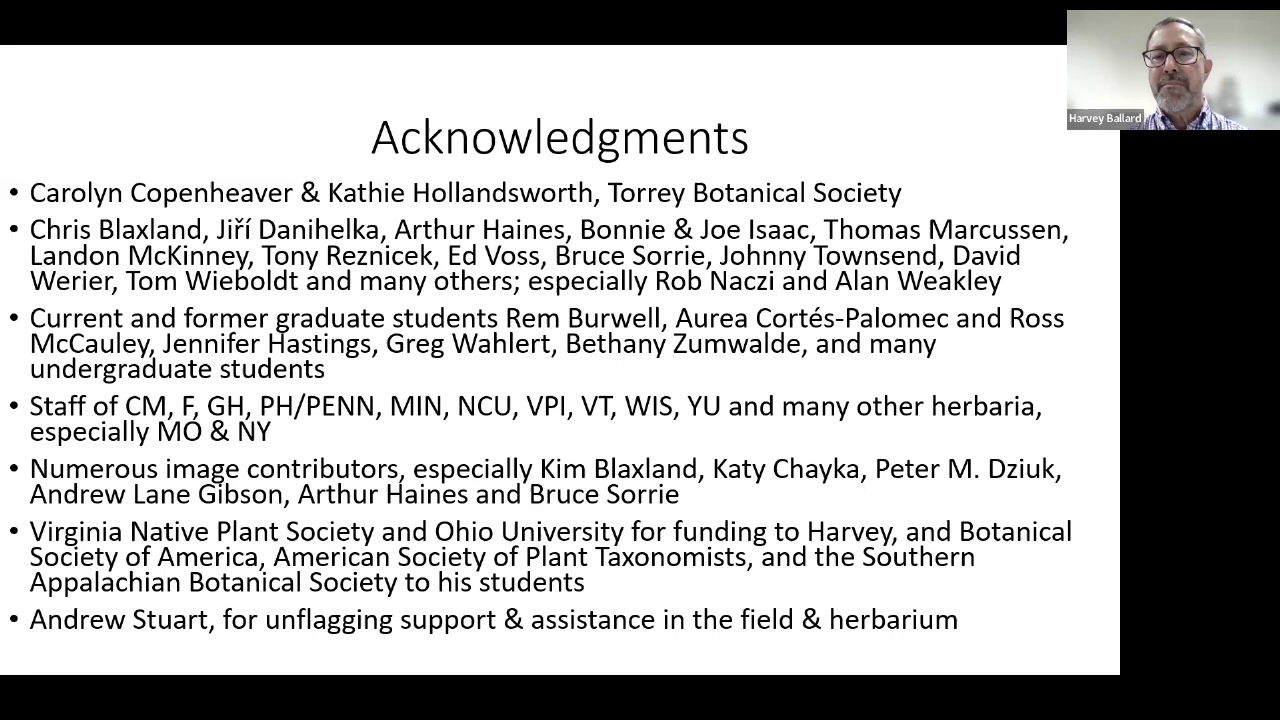 Harvey Ballard
Acknowledgments
• Carolyn Copenheaver & Kathie Hollandsworth, Torrey Botanical Society
• Chris Blaxland, Jiří Danihelka, Arthur Haines, Bonnie & Joe Isaac, Thomas Marcussen,
Landon McKinney, Tony Reznicek, Ed Voss, Bruce Sorrie, Johnny Townsend, David
Werier, Tom Wieboldt and many others; especially Rob Naczi and Alan Weakley
• Current and former graduate students Rem Burwell, Aurea Cortés-Palomec and Ross
McCauley, Jennifer Hastings, Greg Wahlert, Bethany Zumwalde, and many
undergraduate students
• Staff of CM, F, GH, PH/PENN, MIN, NCU, VPI, VT, WIS, YU and many other herbaria,
especially MO & NY
• Numerous image contributors, especially Kim Blaxland, Katy Chayka, Peter M. Dziuk,
Andrew Lane Gibson, Arthur Haines and Bruce Sorrie
• Virginia Native Plant Society and Ohio University for funding to Harvey, and Botanical
Society of America, American Society of Plant Taxonomists, and the Southern
Appalachian Botanical Society to his students
• Andrew Stuart, for unflagging support & assistance in the field & herbarium